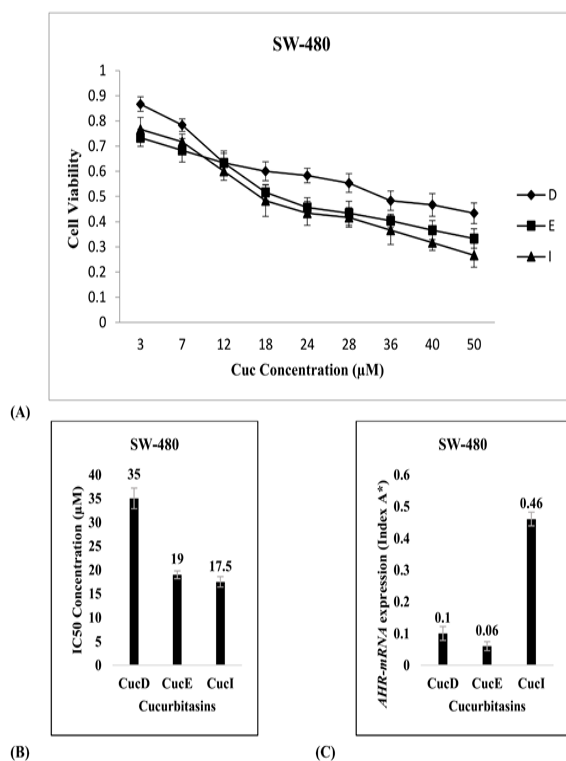 SW-480
Cell Viability
1
0.9
0.8
0.7
0.6
0.5
0.4
0.3
0.2
0.1
0
3 7 12 18 24 28 36 40 50
Cuc Concentration (µM)
D
E
I
(A)
SW-480
IC50 Concentration (µM)
40
35
30
25
20
15
10
5
0
35
19
17.5
CucD CucE CucI
Cucurbitasins
(B)
SW-480
AHR-mRNA expression (Index A*)
0.6
0.5
0.4
0.3
0.2
0.1
0
0.1
0.06
0.46
CucD CucE CucI
Cucurbitasins
(C)